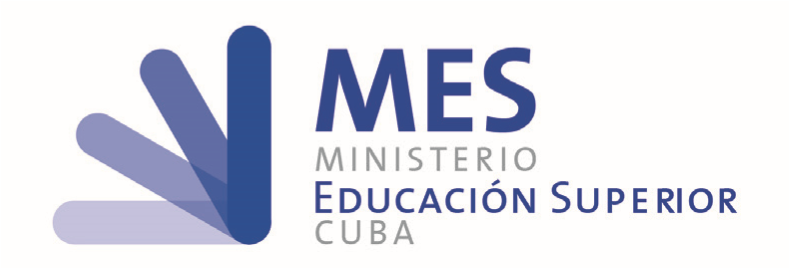 MES
MINISTERIO
EDUCACIÓN SUPERIOR
CUBA